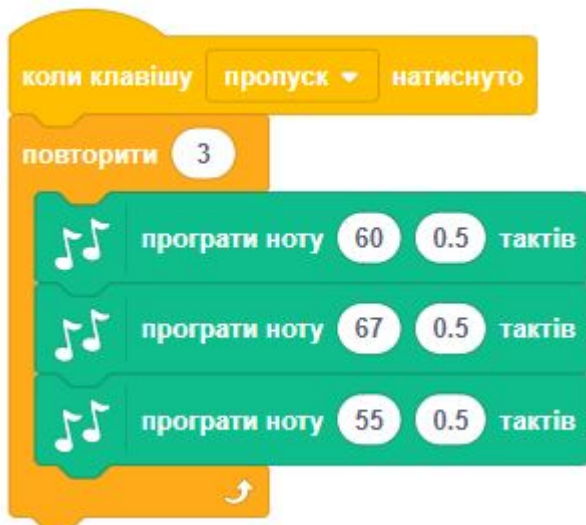 коли клавішу пропуск натиснуто
повторити 3
програти ноту 60 0.5 тактів
програти ноту 67 0.5 тактів
програти ноту 55 0.5 тактів